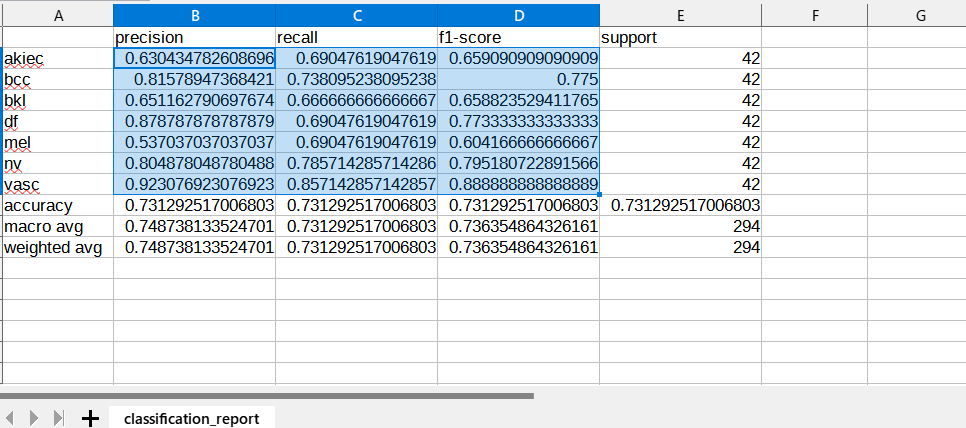 A B C D E F G
precision recall f1-score support
akiec 0.630434782608696 0.69047619047619 0.659090909090909 42
bcc 0.81578947368421 0.738095238095238 0.775 42
bkl 0.651162790697674 0.666666666666667 0.658823529411765 42
df 0.878787878787879 0.69047619047619 0.773333333333333 42
mel 0.537037037037037 0.69047619047619 0.604166666666667 42
nv 0.804878048780488 0.785714285714286 0.795180722891566 42
vasc 0.923076923076923 0.857142857142857 0.888888888888889 42
accuracy 0.731292517006803 0.731292517006803 0.731292517006803 0.731292517006803
macro avg 0.748738133524701 0.731292517006803 0.736354864326161 294
weighted avg 0.748738133524701 0.731292517006803 0.736354864326161 294
classification_report